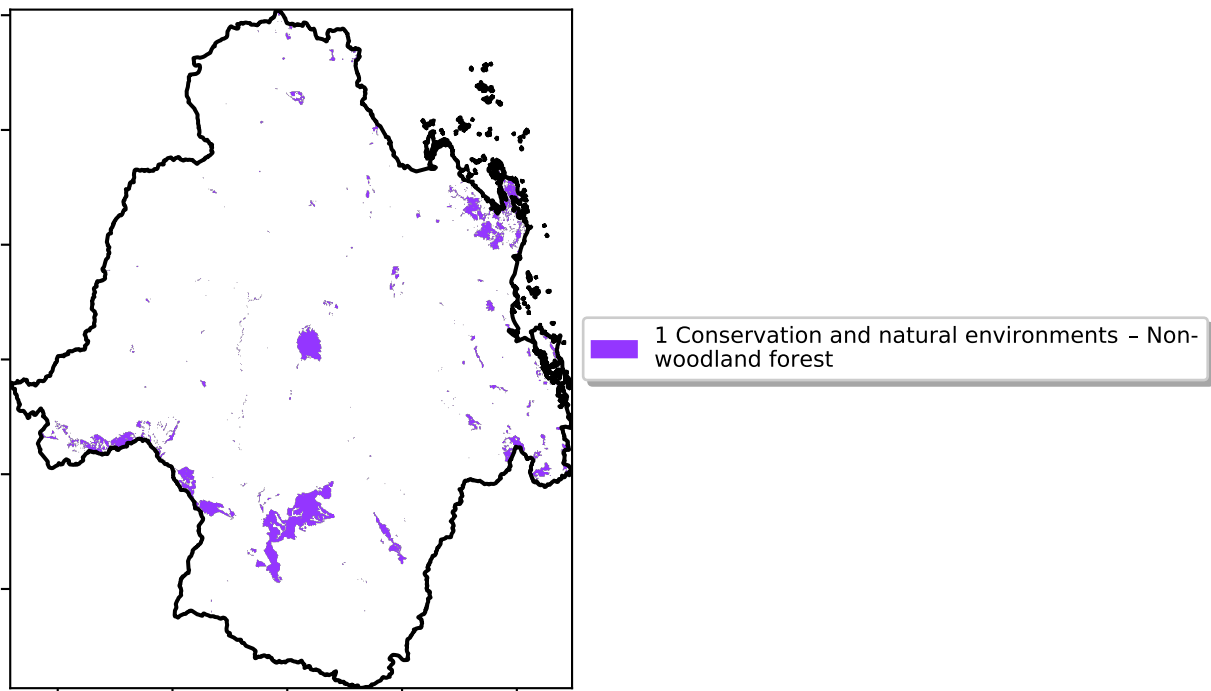 1 Conservation and natural environments – Non-
woodland forest